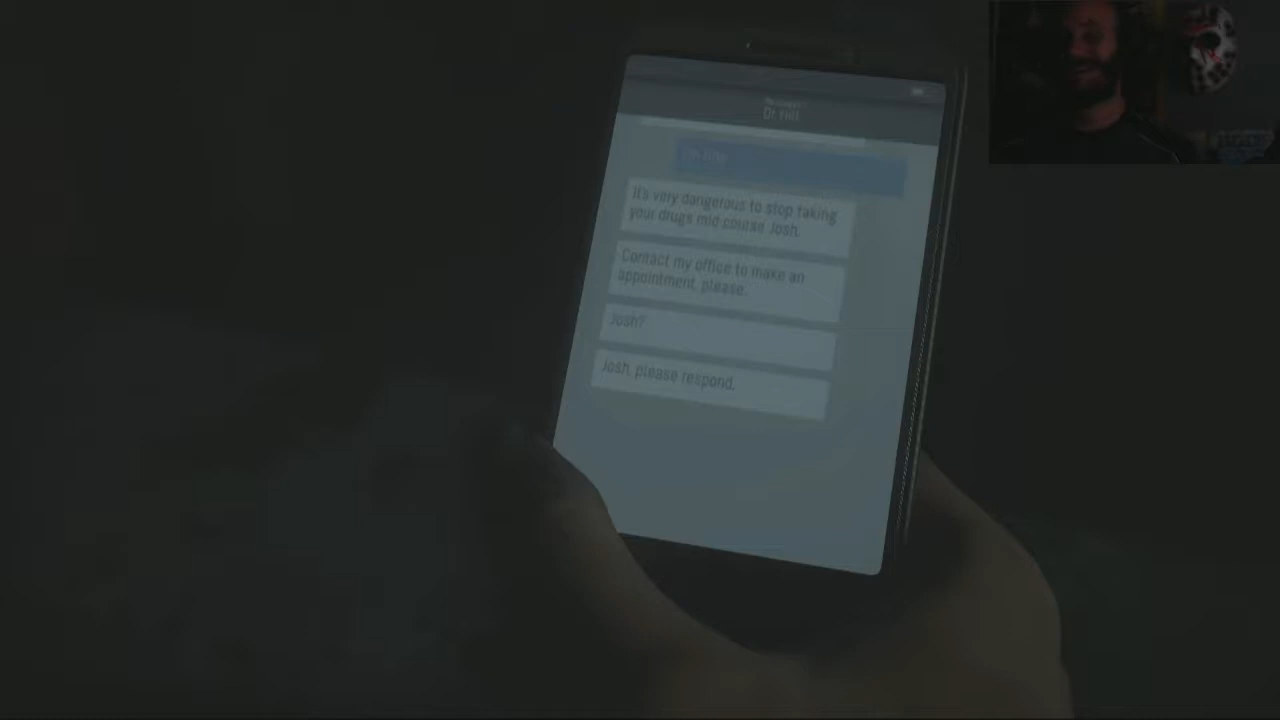 Dr Hill
I'm fine
It's very dangerous to stop taking
your drugs mid course Josh.
Contact my office to make an
appointment, please.
Josh?
Josh, please respond.